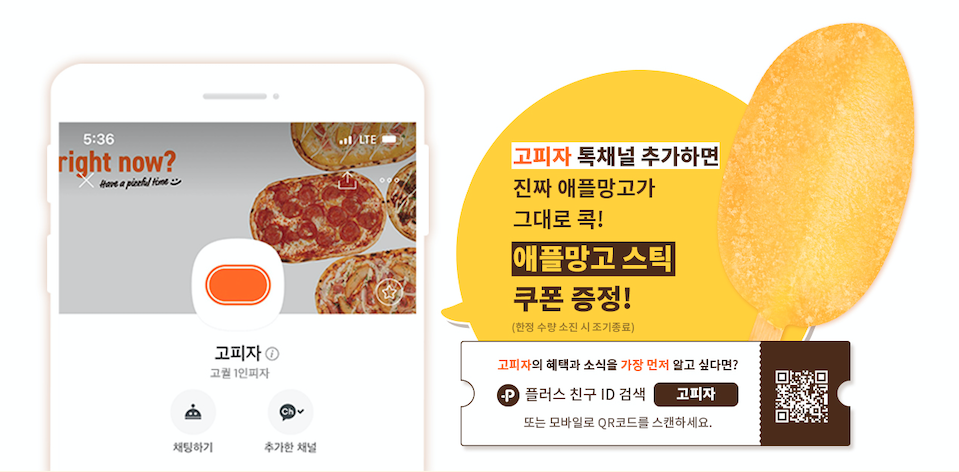 5:36
LTE
right now?
Have a pizzful time
고피자
고퀄 1인피자
채팅하기
Ch
추가한 채널
고피자 톡채널 추가하면
진짜 애플망고가
그대로 콕!
애플망고 스틱
쿠폰 증정!
(한정 수량 소진 시 조기종료)
고피자의 혜택과 소식을 가장 먼저 알고 싶다면?
P 플러스 친구 ID 검색 고피자
또는 모바일로 QR코드를 스캔하세요.